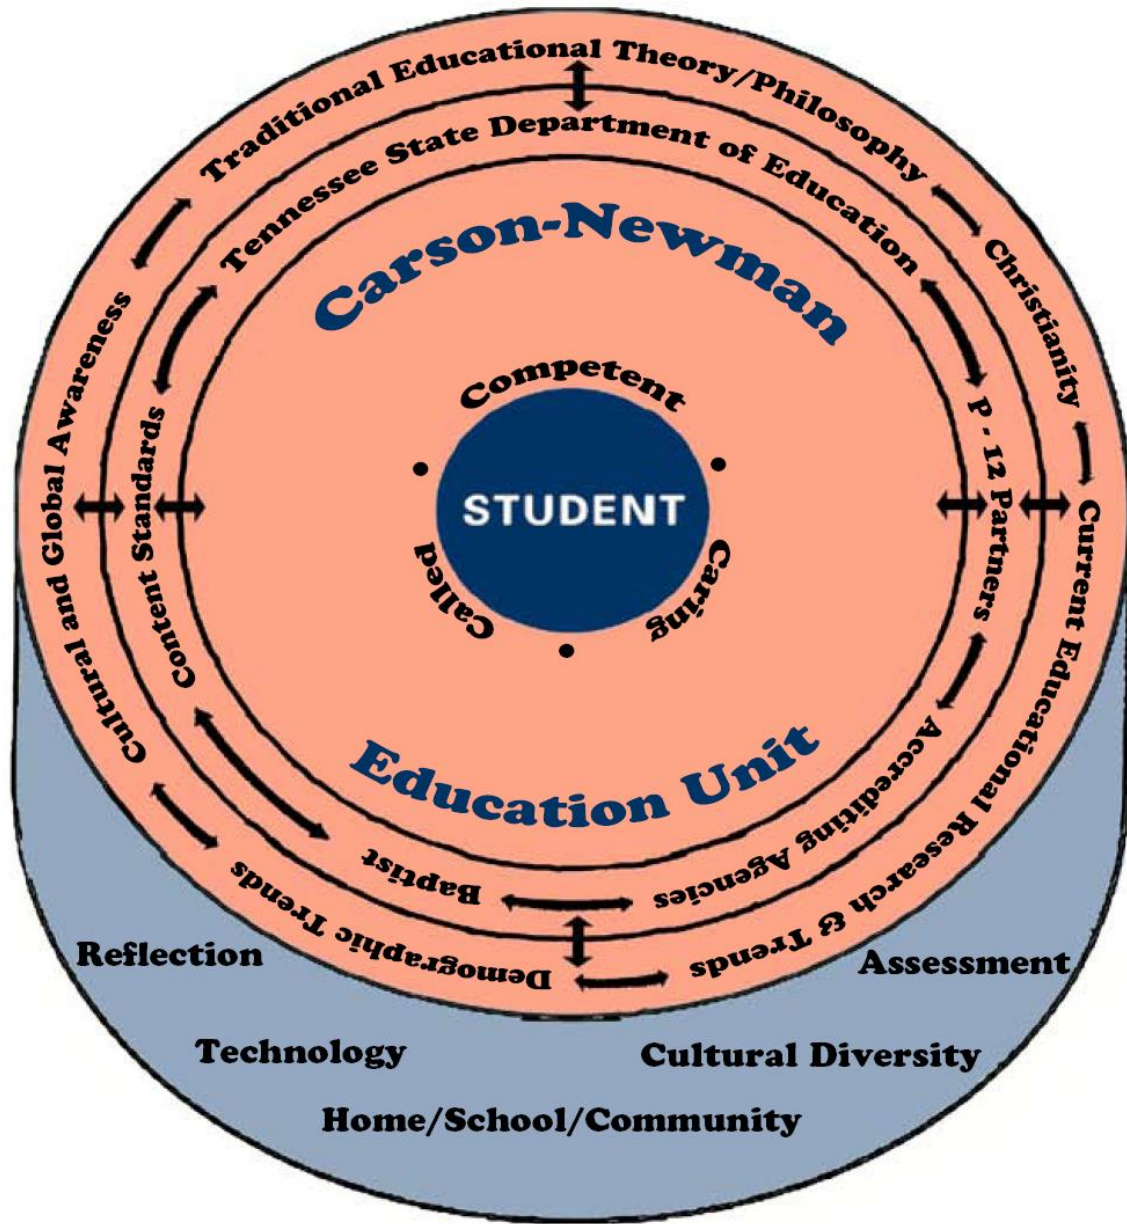 Traditional Educational Theory/Philosophy
Christianity
Current Educational Research & Trends
Demographic Trends
Cultural and Global Awareness
Tennessee State Department of Education
P - 12 Partners
Accrediting Agencies
Baptist
Content Standards
Carson-Newman
Education Unit
Competent
Caring
Called
STUDENT
Reflection
Assessment
Technology
Cultural Diversity
Home/School/Community